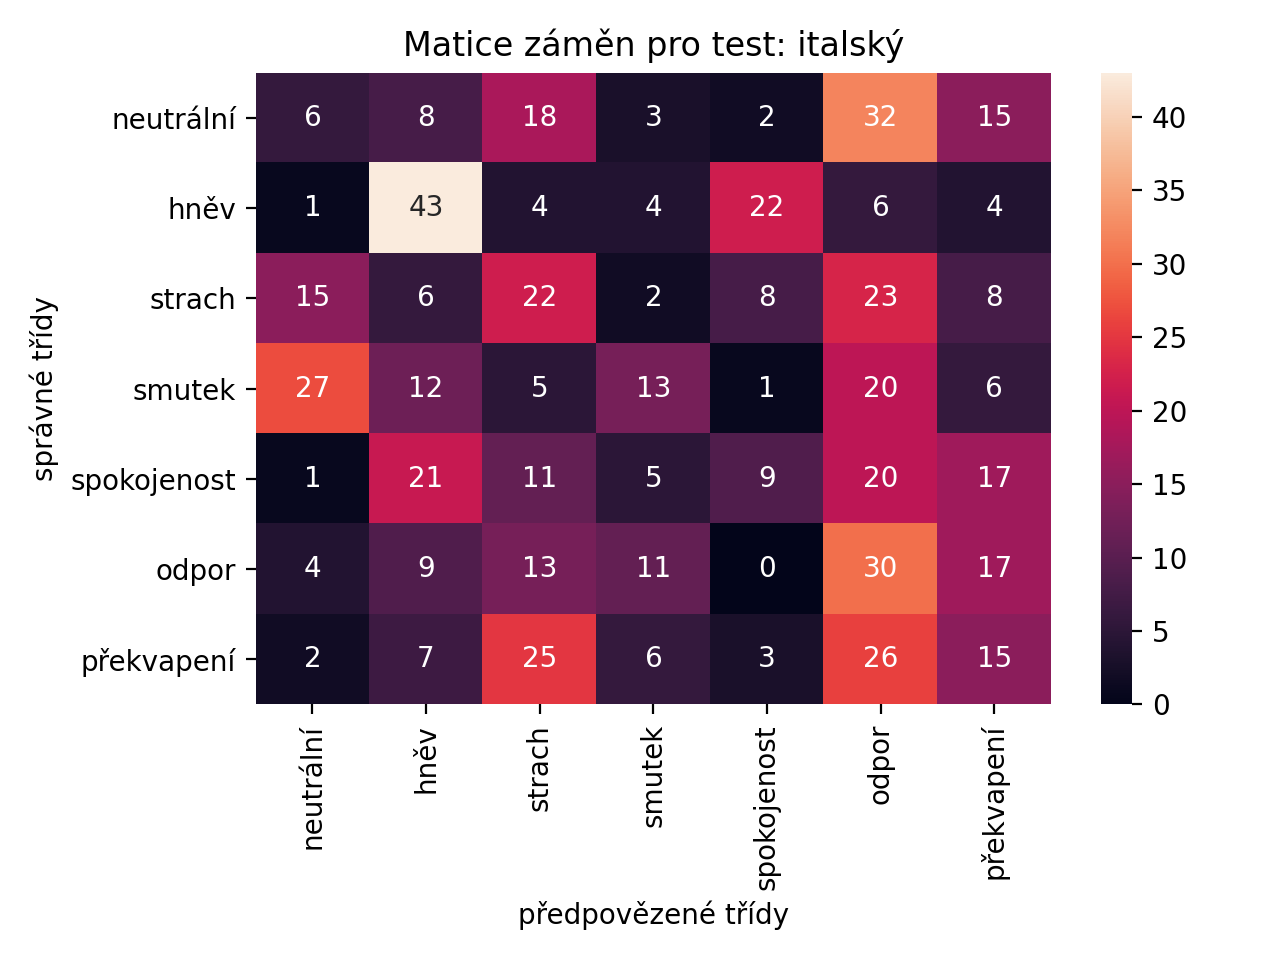 Matice záměn pro test: italský
neutrální 6 8 18 3 2 32 15
hněv 1 43 4 4 22 6 4
strach 15 6 22 2 8 23 8
smutek 27 12 5 13 1 20 6
spokojenost 1 21 11 5 9 20 17
odpor 4 9 13 11 0 30 17
překvapení 2 7 25 6 3 26 15
správné třídy
neutrální hněv strach smutek spokojenost odpor překvapení
předpovězené třídy
40
35
30
25
20
15
10
5
0